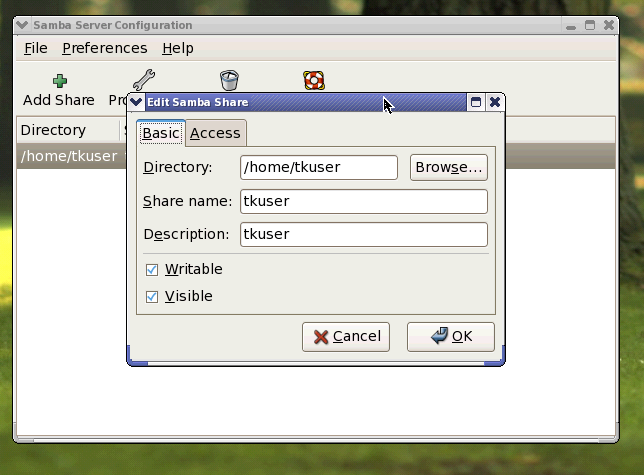 Samba Server Configuration
File Preferences Help
Add Share
Directory
/home/tkuser
Edit Samba Share
Basic Access
Directory: /home/tkuser Browse...
Share name: tkuser
Description: tkuser
Writable
Visible
Cancel OK